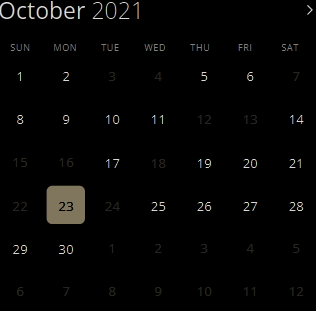 October 2021
SUN MON TUE WED THU FRI SAT
1 2 3 4 5 6 7
8 9 10 11 12 13 14
15 16 17 18 19 20 21
22 23 24 25 26 27 28
29 30 1 2 3 4 5
6 7 8 9 10 11 12